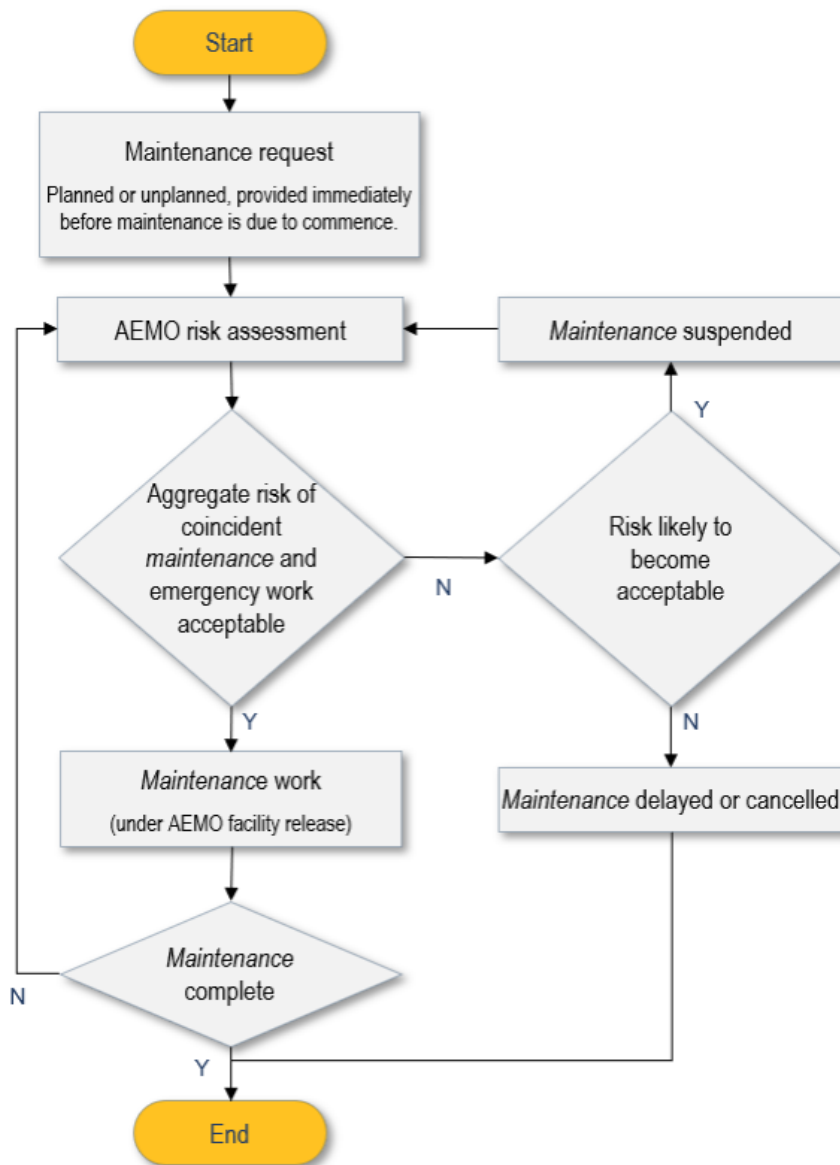 Start
Maintenance request
Planned or unplanned, provided immediately
before maintenance is due to commence.
AEMO risk assessment
Maintenance suspended
Y
Aggregate risk of
coincident
maintenance and
emergency work
acceptable
N
Risk likely to
become
acceptable
Y
N
Maintenance work
(under AEMO facility release)
Maintenance delayed or cancelled
Maintenance
complete
N
Y
End